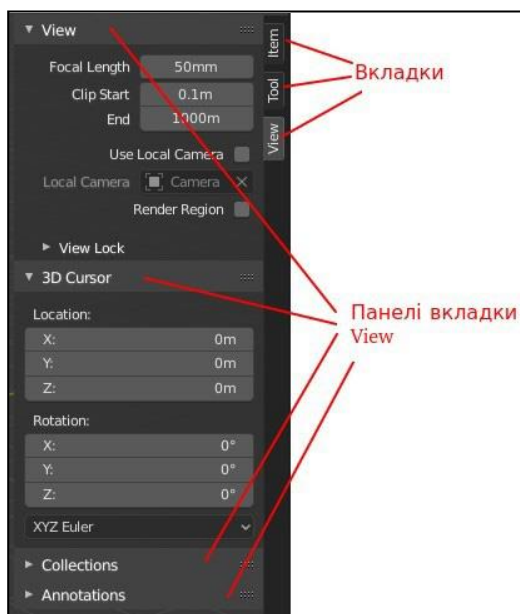 View
Focal Length 50mm
Clip Start 0.1m
End 1000m
Use Local Camera
Local Camera Camera
Render Region
View Lock
3D Cursor
Location:
X: 0m
Y: 0m
Z: 0m
Rotation:
X: 0°
Y: 0°
Z: 0°
XYZ Euler
Collections
Annotations
Item
Tool
View
Вкладки
Панелі вкладки
View